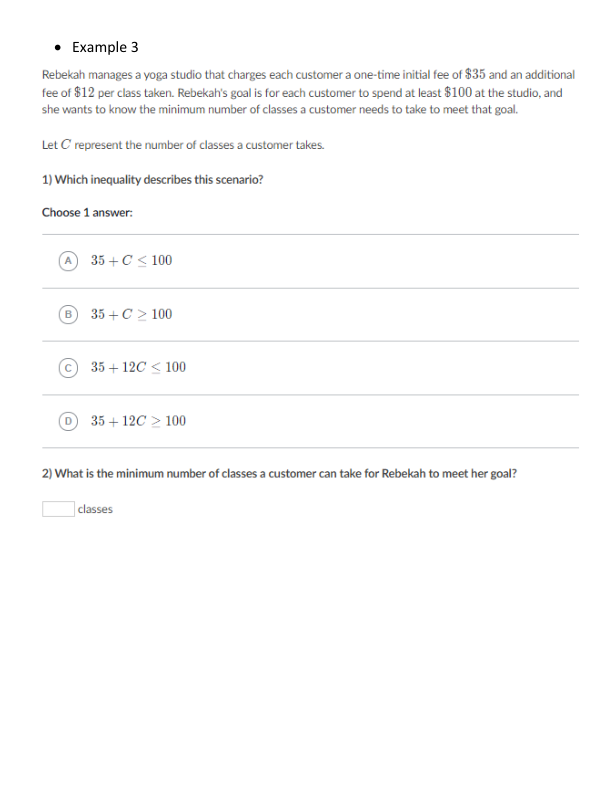 • Example 3
Rebekah manages a yoga studio that charges each customer a one-time initial fee of $35 and an additional
fee of $12 per class taken. Rebekah's goal is for each customer to spend at least $100 at the studio, and
she wants to know the minimum number of classes a customer needs to take to meet that goal.
Let C represent the number of classes a customer takes.
1) Which inequality describes this scenario?
Choose 1 answer:
A 35 + C ≤ 100
B 35 + C ≥ 100
C 35 + 12C ≤ 100
D 35 + 12C ≥ 100
2) What is the minimum number of classes a customer can take for Rebekah to meet her goal?
classes